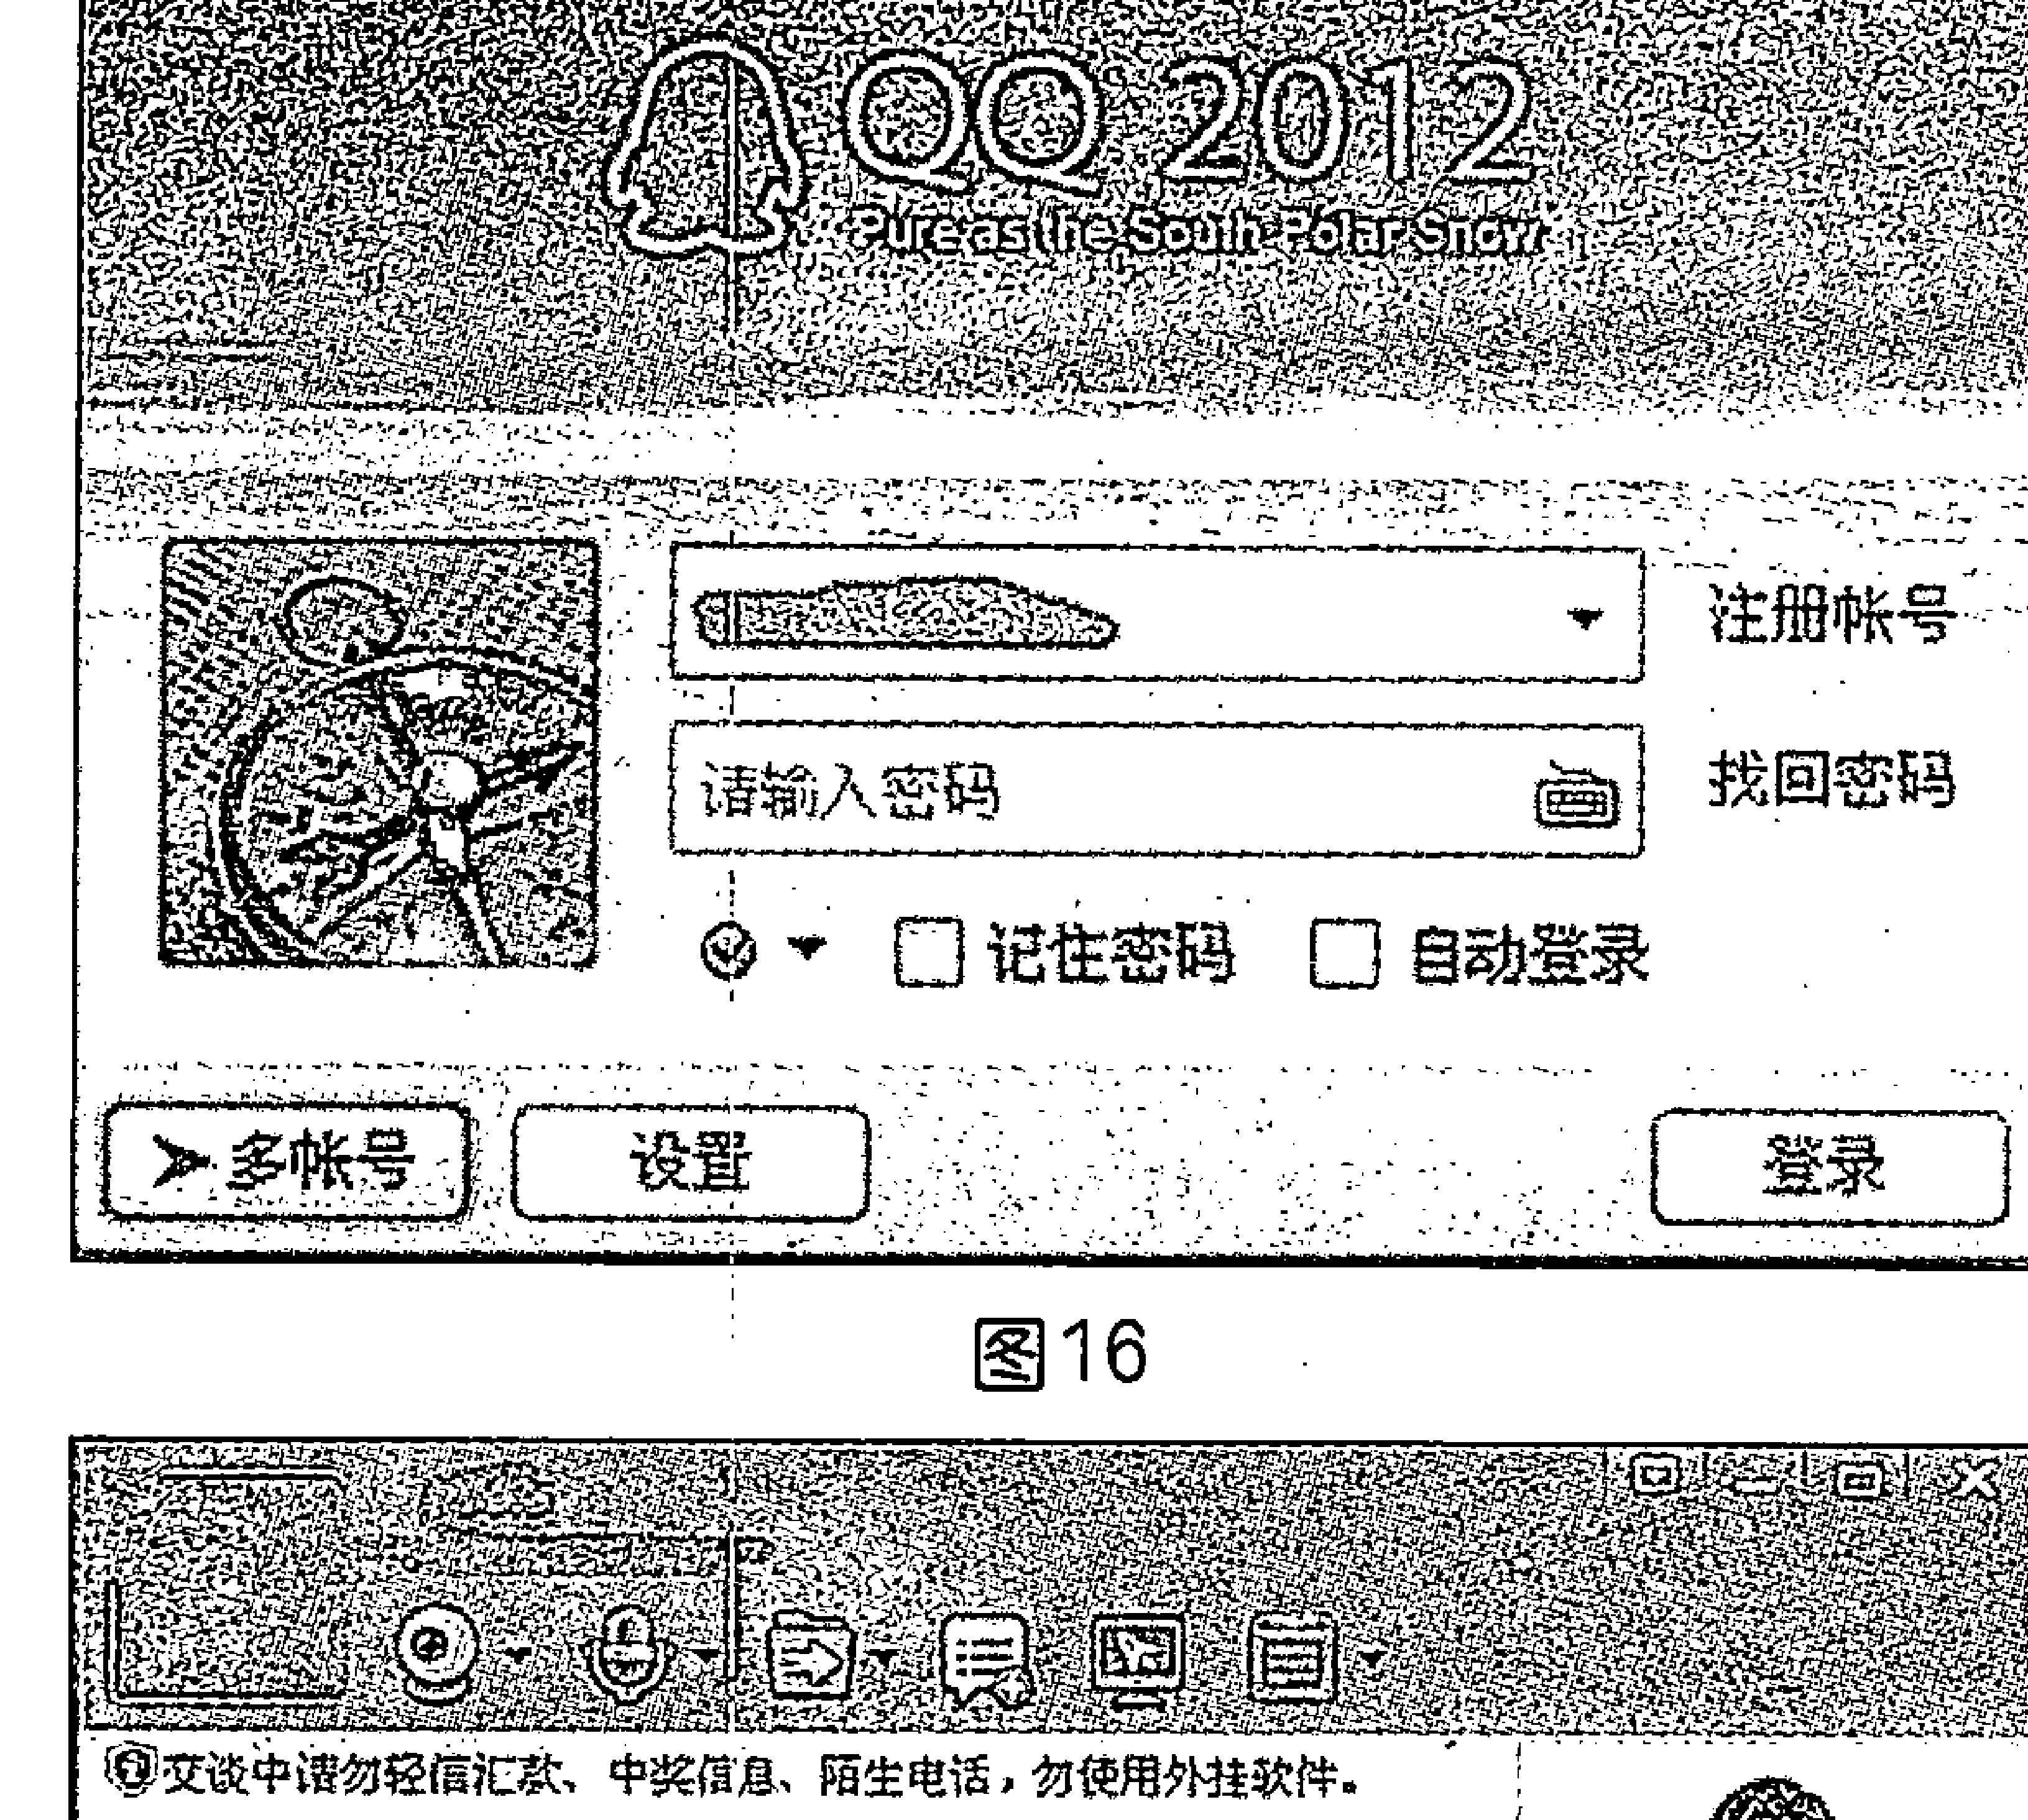 QQ 2012
Pure as the South Polar Snow
注册帐号
请输入密码
找回密码
记住密码 自动登录
多帐号 设置 登录
图16
交谈中请勿轻信汇款、中奖信息、陌生电话，勿使用外挂软件。